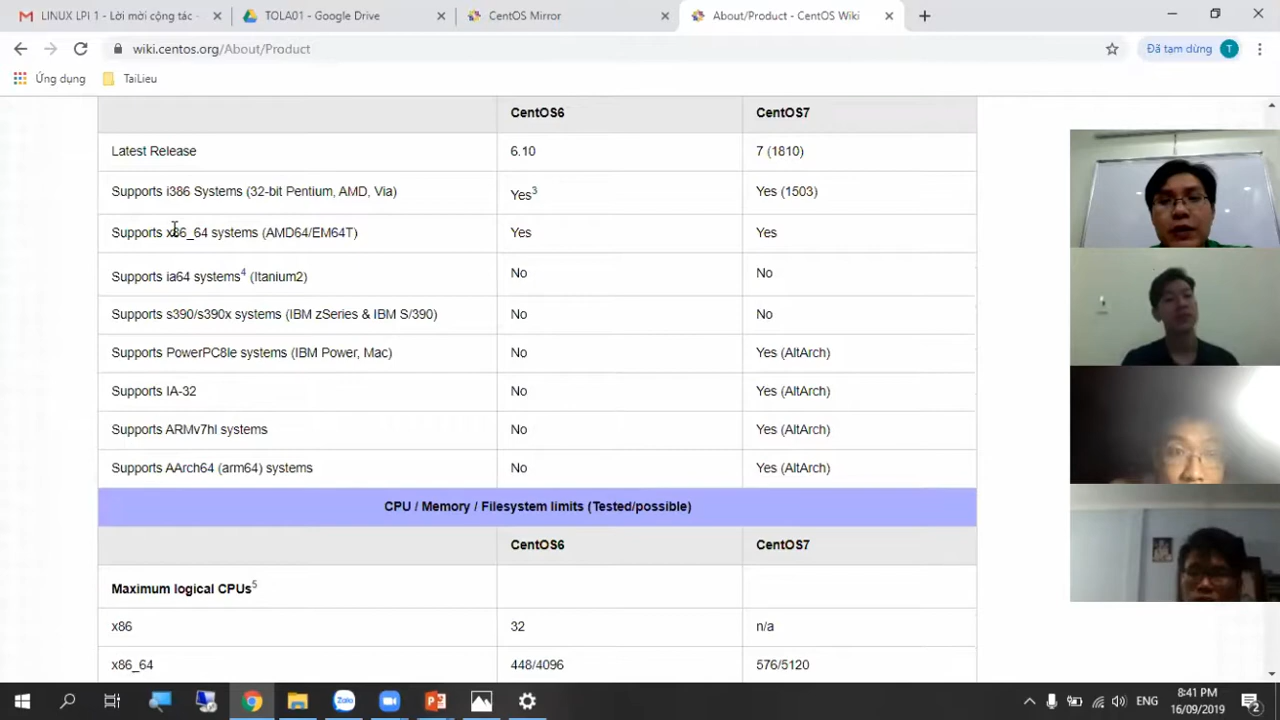 LINUX LPI 1 - Lời mời cộng tác -
TOLA01 - Google Drive
CentOS Mirror
About/Product - CentOS Wiki
wiki.centos.org/About/Product
Đã tạm dừng T
Ứng dụng TaiLieu
CentOS6 CentOS7
Latest Release 6.10 7 (1810)
Supports i386 Systems (32-bit Pentium, AMD, Via) Yes3 Yes (1503)
Supports x86_64 systems (AMD64/EM64T) Yes Yes
Supports ia64 systems4 (Itanium2) No No
Supports s390/s390x systems (IBM zSeries & IBM S/390) No No
Supports PowerPC8le systems (IBM Power, Mac) No Yes (AltArch)
Supports IA-32 No Yes (AltArch)
Supports ARMv7hl systems No Yes (AltArch)
Supports AArch64 (arm64) systems No Yes (AltArch)
CPU / Memory / Filesystem limits (Tested/possible)
CentOS6 CentOS7
Maximum logical CPUs5
x86 32 n/a
x86_64 448/4096 576/5120
ENG
8:41 PM
16/09/2019
2